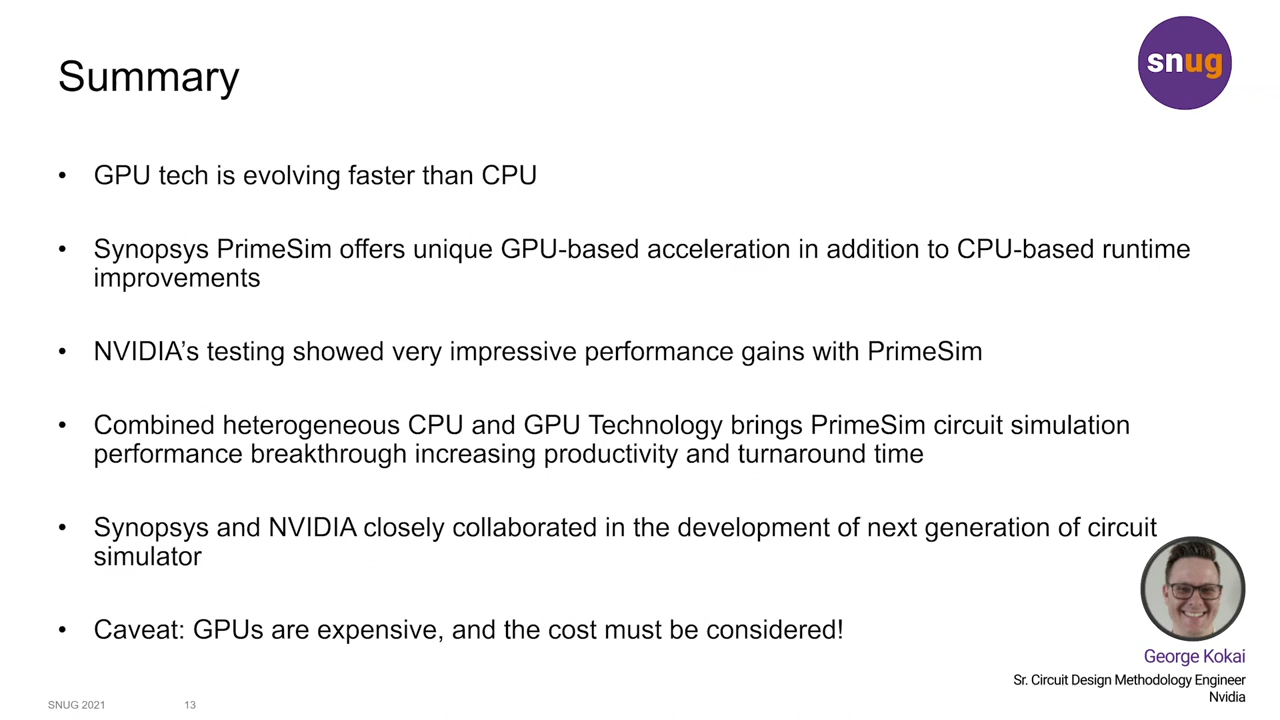 Summary
snug
• GPU tech is evolving faster than CPU
• Synopsys PrimeSim offers unique GPU-based acceleration in addition to CPU-based runtime
improvements
• NVIDIA’s testing showed very impressive performance gains with PrimeSim
• Combined heterogeneous CPU and GPU Technology brings PrimeSim circuit simulation
performance breakthrough increasing productivity and turnaround time
• Synopsys and NVIDIA closely collaborated in the development of next generation of circuit
simulator
• Caveat: GPUs are expensive, and the cost must be considered!
George Kokai
Sr. Circuit Design Methodology Engineer
Nvidia
SNUG 2021 13